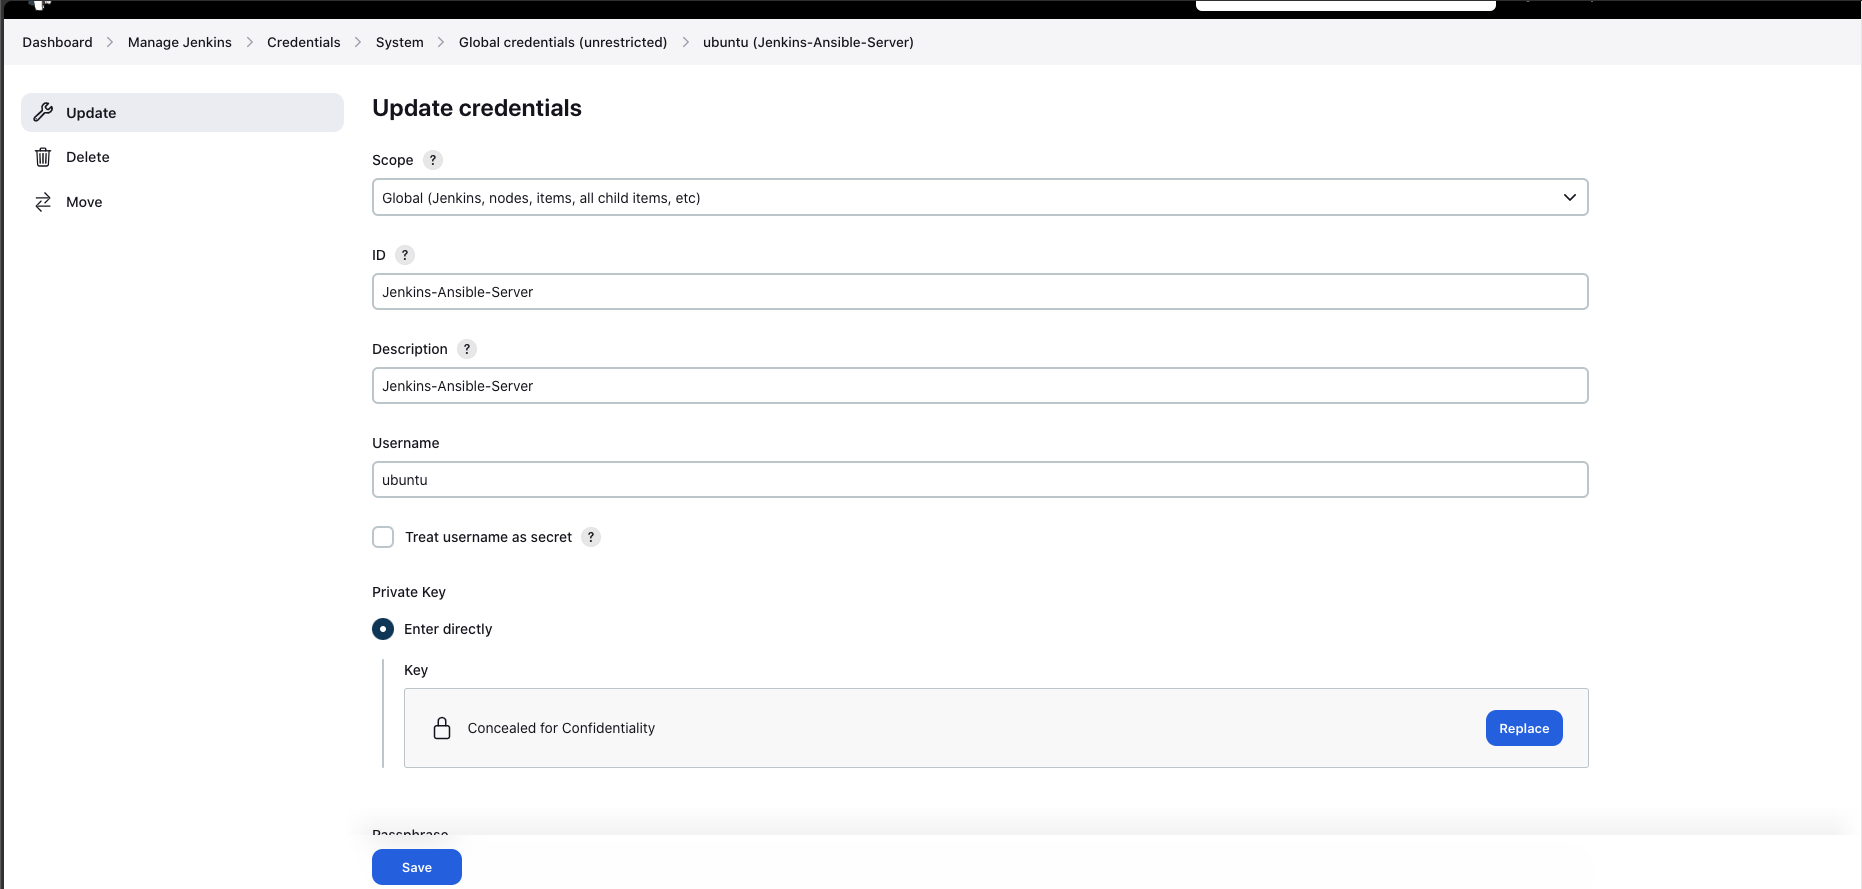 Dashboard > Manage Jenkins > Credentials > System > Global credentials (unrestricted) > ubuntu (Jenkins-Ansible-Server)
Update
Delete
Move
Update credentials
Scope ?
Global (Jenkins, nodes, items, all child items, etc)
ID ?
Jenkins-Ansible-Server
Description ?
Jenkins-Ansible-Server
Username
ubuntu
Treat username as secret ?
Private Key
Enter directly
Key
Concealed for Confidentiality
Replace
Passphrase
Save